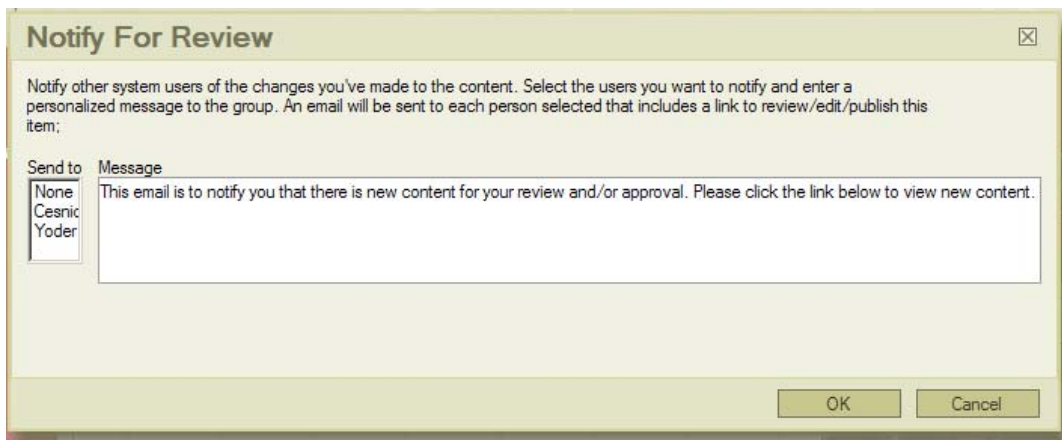 Notify For Review
Notify other system users of the changes you've made to the content. Select the users you want to notify and enter a
personalized message to the group. An email will be sent to each person selected that includes a link to review/edit/publish this
item;
Send to Message
None
Cesnic
Yoder
This email is to notify you that there is new content for your review and/or approval. Please click the link below to view new content.
OK Cancel